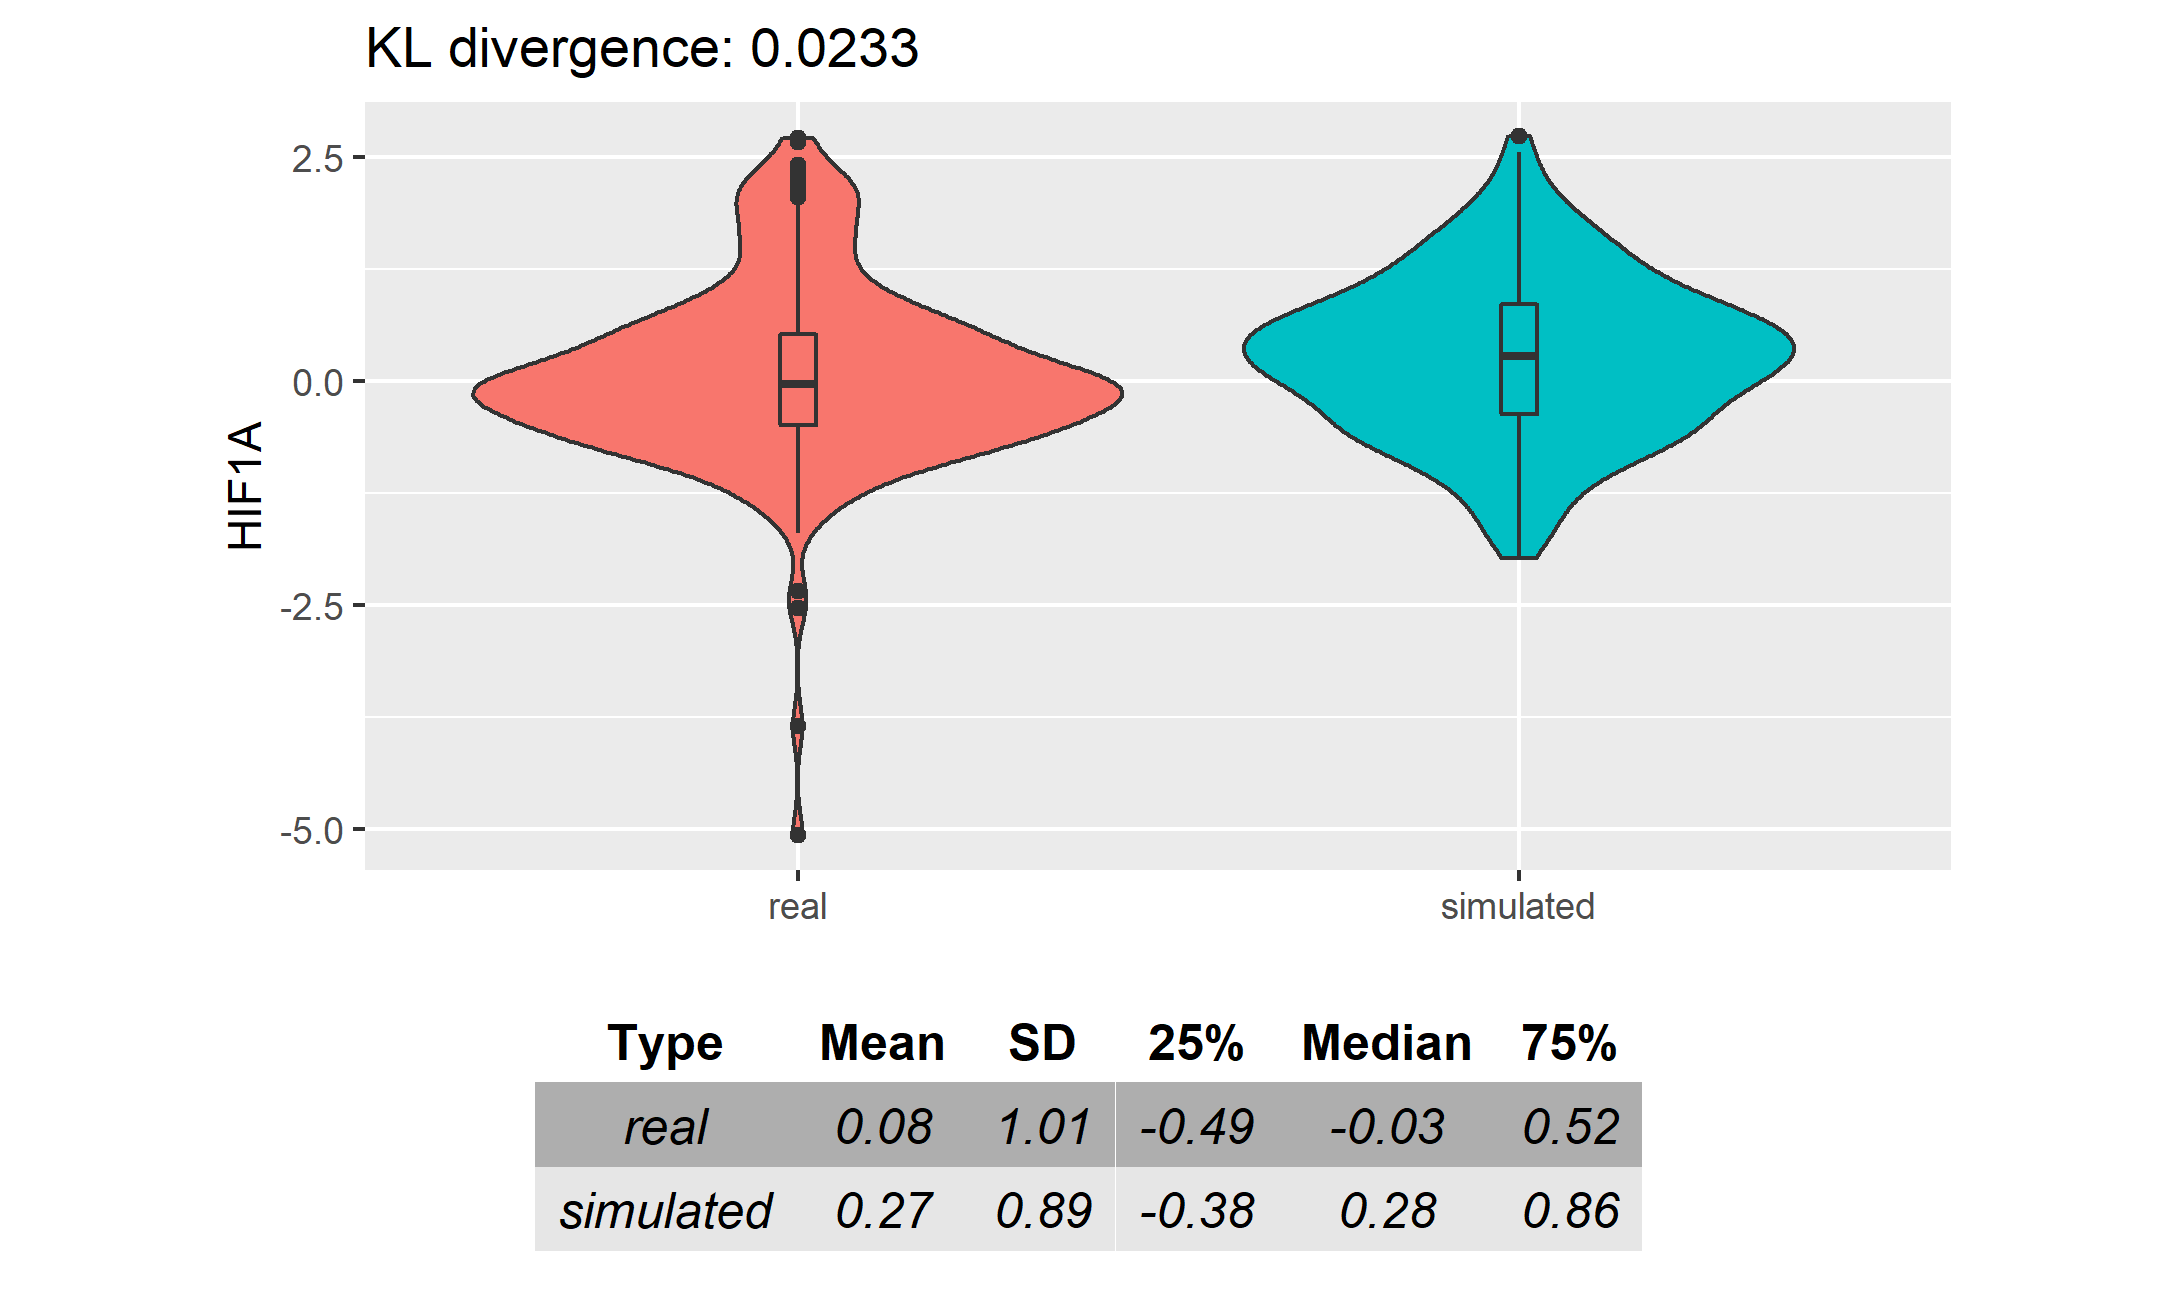 KL divergence: 0.0233
2.5
0.0
-2.5
-5.0
HIF1A
real simulated
Type Mean SD 25% Median 75%
real 0.08 1.01 -0.49 -0.03 0.52
simulated 0.27 0.89 -0.38 0.28 0.86